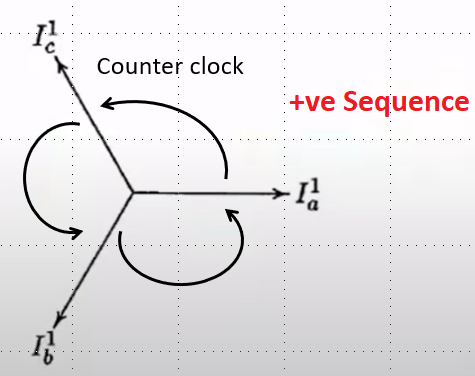 I_c^1
Counter clock
+ve Sequence
I_a^1
I_b^1